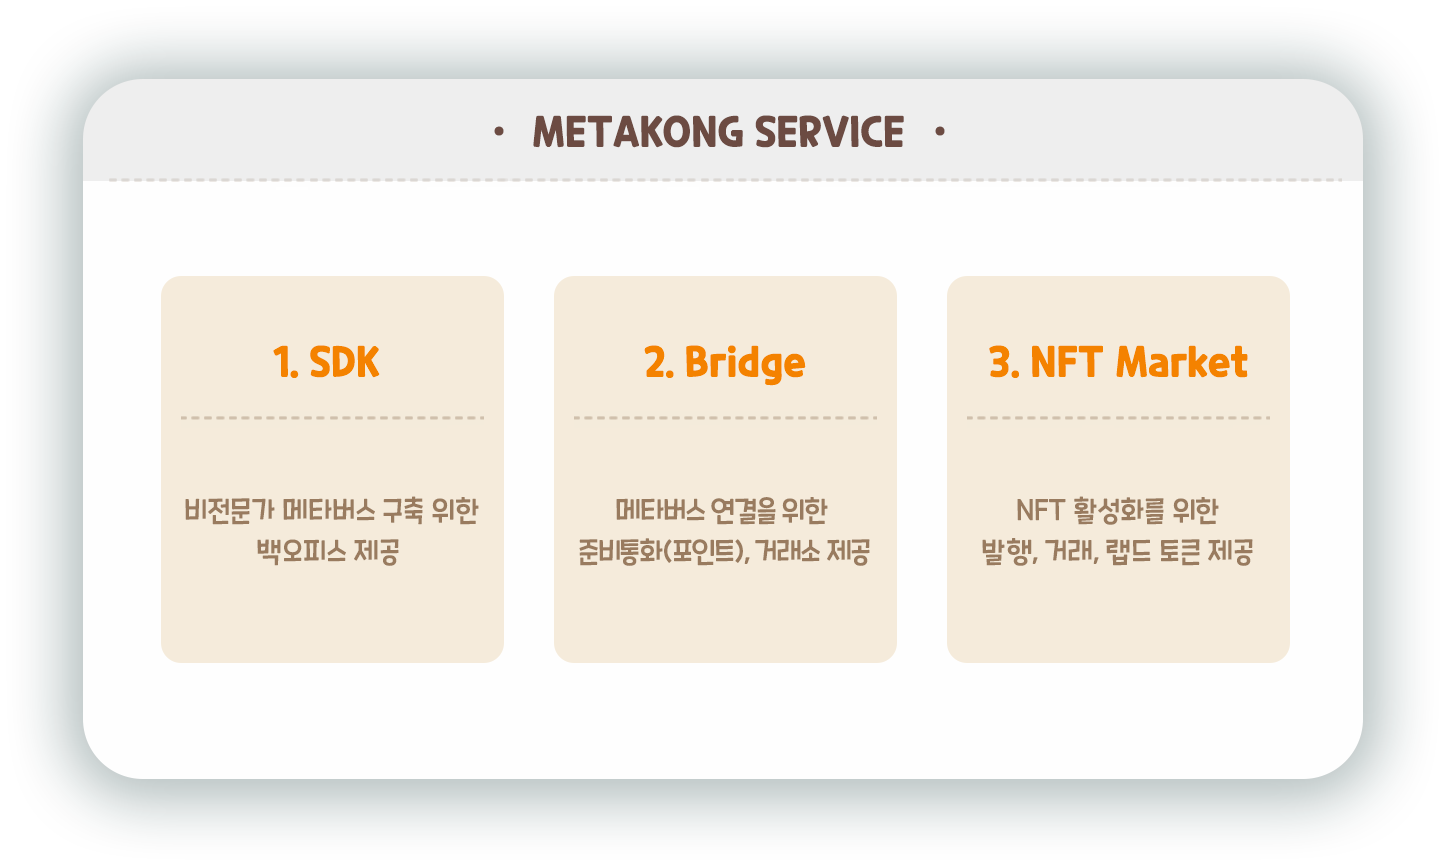 • METAKONG SERVICE •
1. SDK
비전문가 메타버스 구축 위한
백오피스 제공
2. Bridge
메타버스 연결을 위한
준비통화(포인트), 거래소 제공
3. NFT Market
NFT 활성화를 위한
발행, 거래, 랩드 토큰 제공